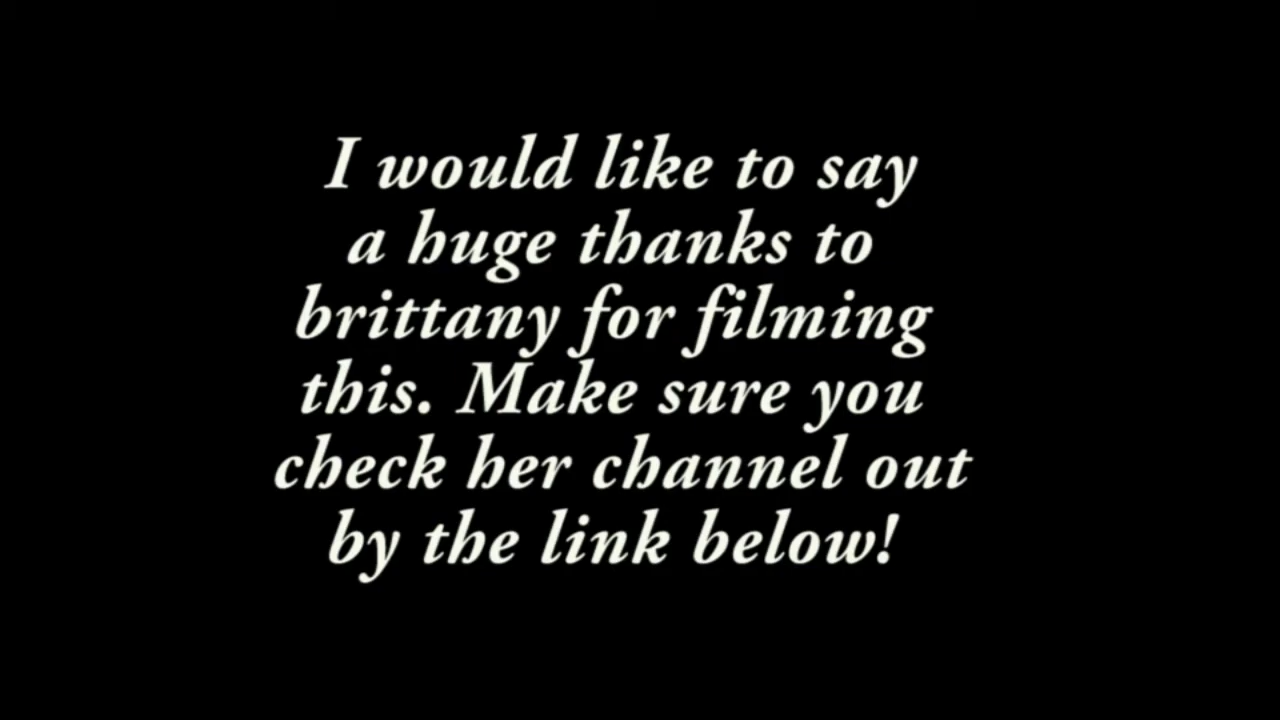 I would like to say
a huge thanks to
brittany for filming
this. Make sure you
check her channel out
by the link below!